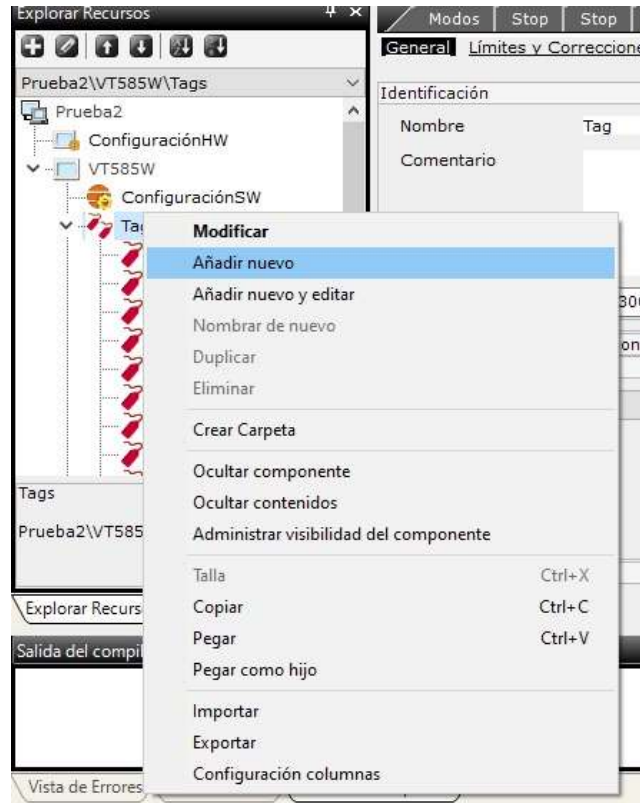 Explorar Recursos
Modos Stop Stop
General Límites y Correccione
Prueba2\VT585W\Tags
Identificación
Prueba2
Nombre Tag
ConfiguraciónHW
Comentario
VT585W
ConfiguraciónSW
Tag
Modificar
Añadir nuevo
Añadir nuevo y editar
Nombrar de nuevo
Duplicar
Eliminar
Crear Carpeta
Ocultar componente
Tags
Ocultar contenidos
Prueba2\VT585
Administrar visibilidad del componente
Talla Ctrl+X
Explorar Recurs
Copiar Ctrl+C
Pegar Ctrl+V
Salida del compil
Pegar como hijo
Importar
Exportar
Configuración columnas
Vista de Errores